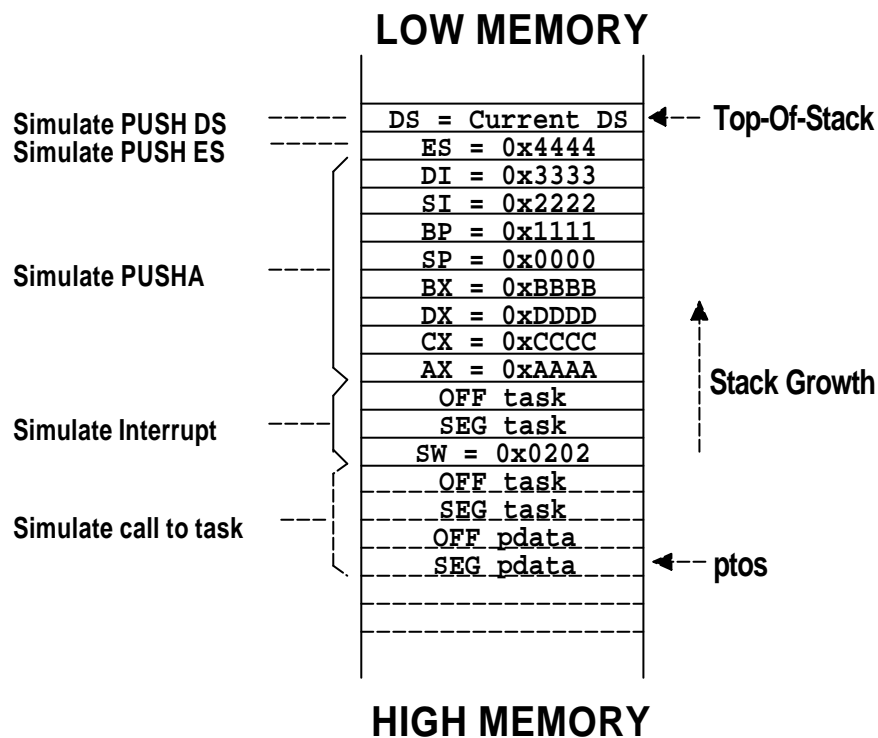 LOW MEMORY
Simulate PUSH DS
DS = Current DS
Top-Of-Stack
Simulate PUSH ES
ES = 0x4444
DI = 0x3333
SI = 0x2222
BP = 0x1111
Simulate PUSHA
SP = 0x0000
BX = 0xBBBB
DX = 0xDDDD
CX = 0xCCCC
AX = 0xAAAA
Stack Growth
OFF task
Simulate Interrupt
SEG task
SW = 0x0202
OFF task
SEG task
Simulate call to task
OFF pdata
SEG pdata
ptos
HIGH MEMORY